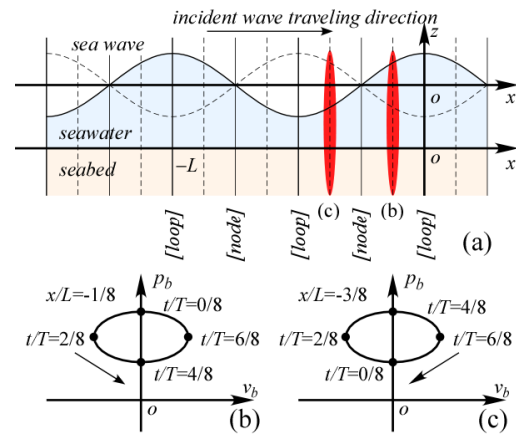 incident wave traveling direction
z
sea wave
o
x
seawater
o
x
seabed
–L
(c)
(b)
[loop]
[node]
[loop]
[node]
[loop]
(a)
p_b
x/L=-1/8
t/T=0/8
t/T=2/8
t/T=6/8
t/T=4/8
o
v_b
(b)
p_b
x/L=-3/8
t/T=4/8
t/T=2/8
t/T=6/8
t/T=0/8
o
v_b
(c)